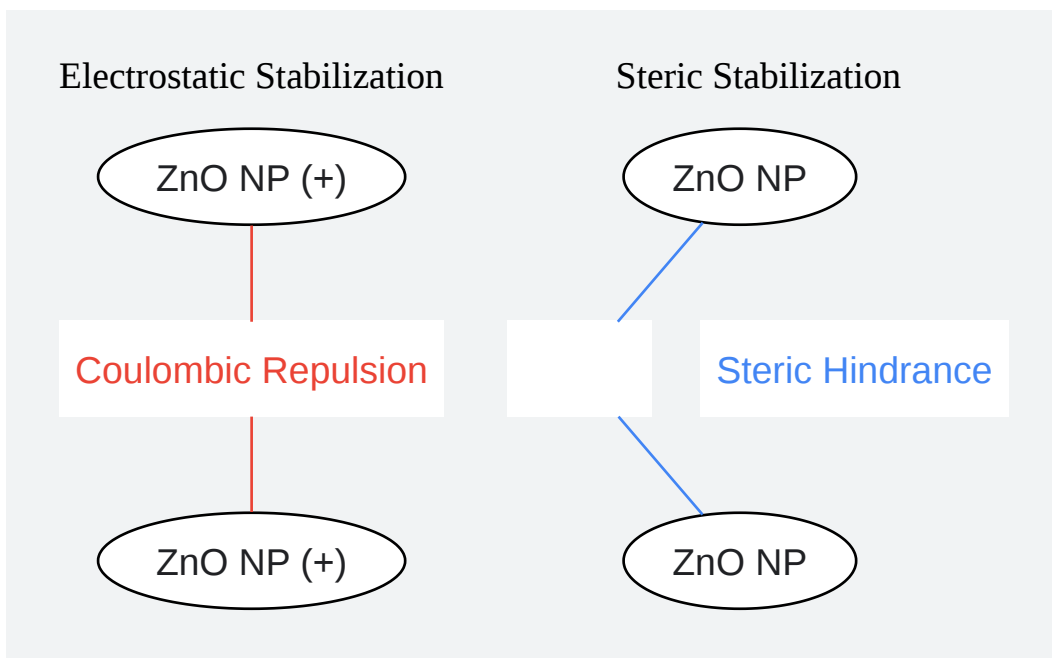 Electrostatic Stabilization
ZnO NP (+)
Coulombic Repulsion
ZnO NP (+)
Steric Stabilization
ZnO NP
Steric Hindrance
ZnO NP